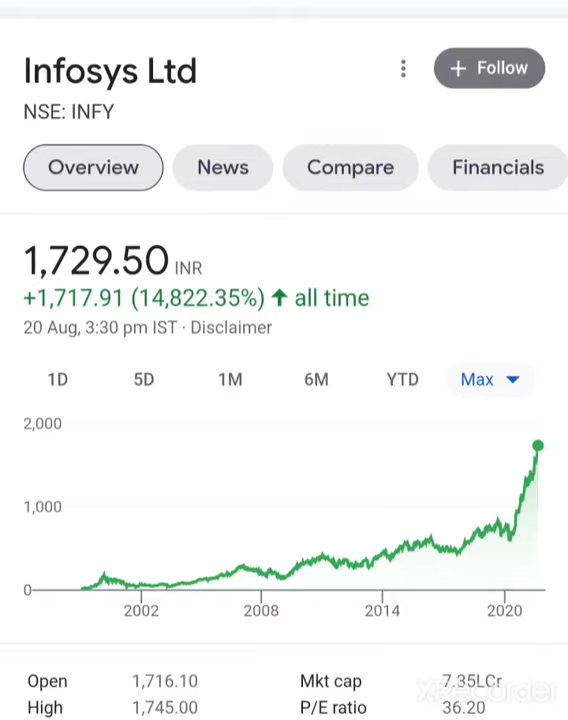 Infosys Ltd
+ Follow
NSE: INFY
Overview News Compare Financials
1,729.50 INR
+1,717.91 (14,822.35%) ↑ all time
20 Aug, 3:30 pm IST · Disclaimer
1D 5D 1M 6M YTD Max
2,000
1,000
0
2002 2008 2014 2020
Open 1,716.10 Mkt cap 7.35LCr
High 1,745.00 P/E ratio 36.20
XRecorder